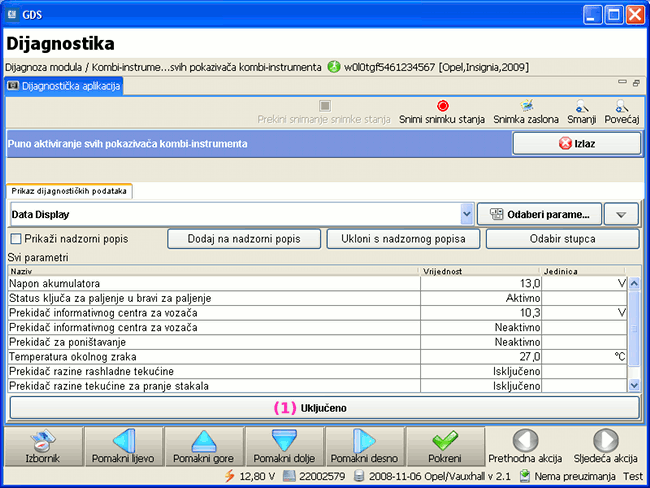 GDS
Dijagnostika
Dijagnoza modula / Kombi-instrume...svih pokazivača kombi-instrumenta w0l0tgf5461234567 [Opel,Insignia,2009]
Dijagnostička aplikacija
Prekini snimanje snimke stanja Snimi snimku stanja Snimka zaslona Smanji Povećaj
Puno aktiviranje svih pokazivača kombi-instrumenta Izlaz
Prikaz dijagnostičkih podataka
Data Display Odaberi parame...
Prikaži nadzorni popis Dodaj na nadzorni popis Ukloni s nadzornog popisa Odabir stupca
Svi parametri
Naziv Vrijednost Jedinica
Napon akumulatora 13,0 V
Status ključa za paljenje u bravi za paljenje Aktivno
Prekidač informativnog centra za vozača 10,3 V
Prekidač informativnog centra za vozača Neaktivno
Prekidač za poništavanje Neaktivno
Temperatura okolnog zraka 27,0 °C
Prekidač razine rashladne tekućine Isključeno
Prekidač razine tekućine za pranje stakala Isključeno
(1) Uključeno
Izbornik Pomakni lijevo Pomakni gore Pomakni dolje Pomakni desno Pokreni Prethodna akcija Sljedeća akcija
12,80 V 22002579 2008-11-06 Opel/Vauxhall v 2.1 Nema preuzimanja Test